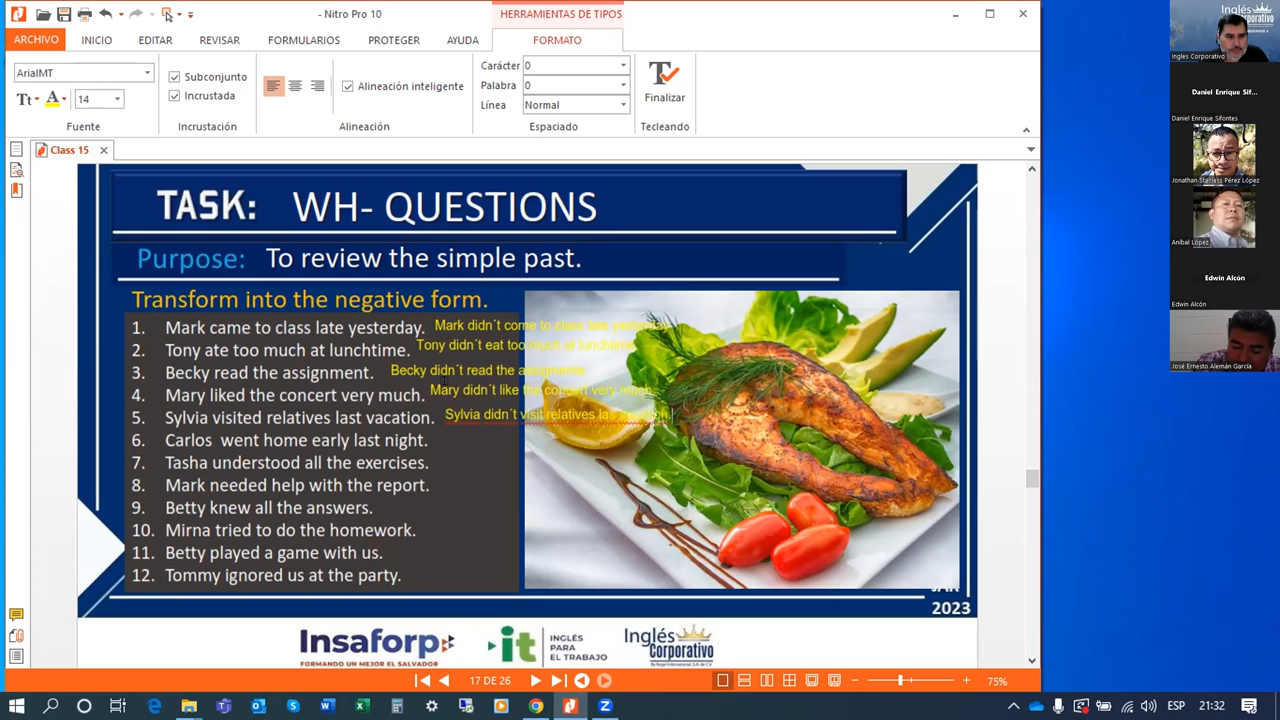 - Nitro Pro 10
HERRAMIENTAS DE TIPOS
ARCHIVO INICIO EDITAR REVISAR FORMULARIOS PROTEGER AYUDA FORMATO
ArialMT
14
Fuente
Subconjunto
Incrustada
Incrustación
Alineación inteligente
Alineación
Carácter 0
Palabra 0
Línea Normal
Espaciado
Finalizar
Tecleando
Class 15
TASK: WH- QUESTIONS
Purpose: To review the simple past.
Transform into the negative form.
1. Mark came to class late yesterday. Mark didn´t come to class late yesterday
2. Tony ate too much at lunchtime. Tony didn´t eat too much at lunchtime
3. Becky read the assignment. Becky didn´t read the
4. Mary liked the concert very much. Mary didn´t like the concert very much
5. Sylvia visited relatives last vacation. Sylvia didn´t visit relatives las
6. Carlos went home early last night.
7. Tasha understood all the exercises.
8. Mark needed help with the report.
9. Betty knew all the answers.
10. Mirna tried to do the homework.
11. Betty played a game with us.
12. Tommy ignored us at the party.
2023
Insaforp
FORMANDO UN MEJOR EL SALVADOR
it INGLÉS PARA EL TRABAJO
Inglés Corporativo
17 DE 26
75%
ESP 21:32
Inglés
Corporativo
Ingles Corporativo
Daniel Enrique Sif...
Daniel Enrique Sifontes
Jonathan Stanless Pérez López
Aníbal López
Edwin Alcón
Edwin Alcón
José Ernesto Alemán García